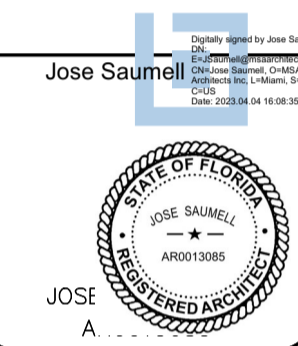 Digitally signed by Jose Sa
DN:
E=JSaumell@msaarchitec
Jose Saumell
CN=Jose Saumell, O=MSA
Architects Inc, L=Miami, S=
C=US
Date: 2023.04.04 16:08:35
STATE OF FLORIDA
JOSE SAUMELL
AR0013085
REGISTERED ARCHITECT
JOSE
A